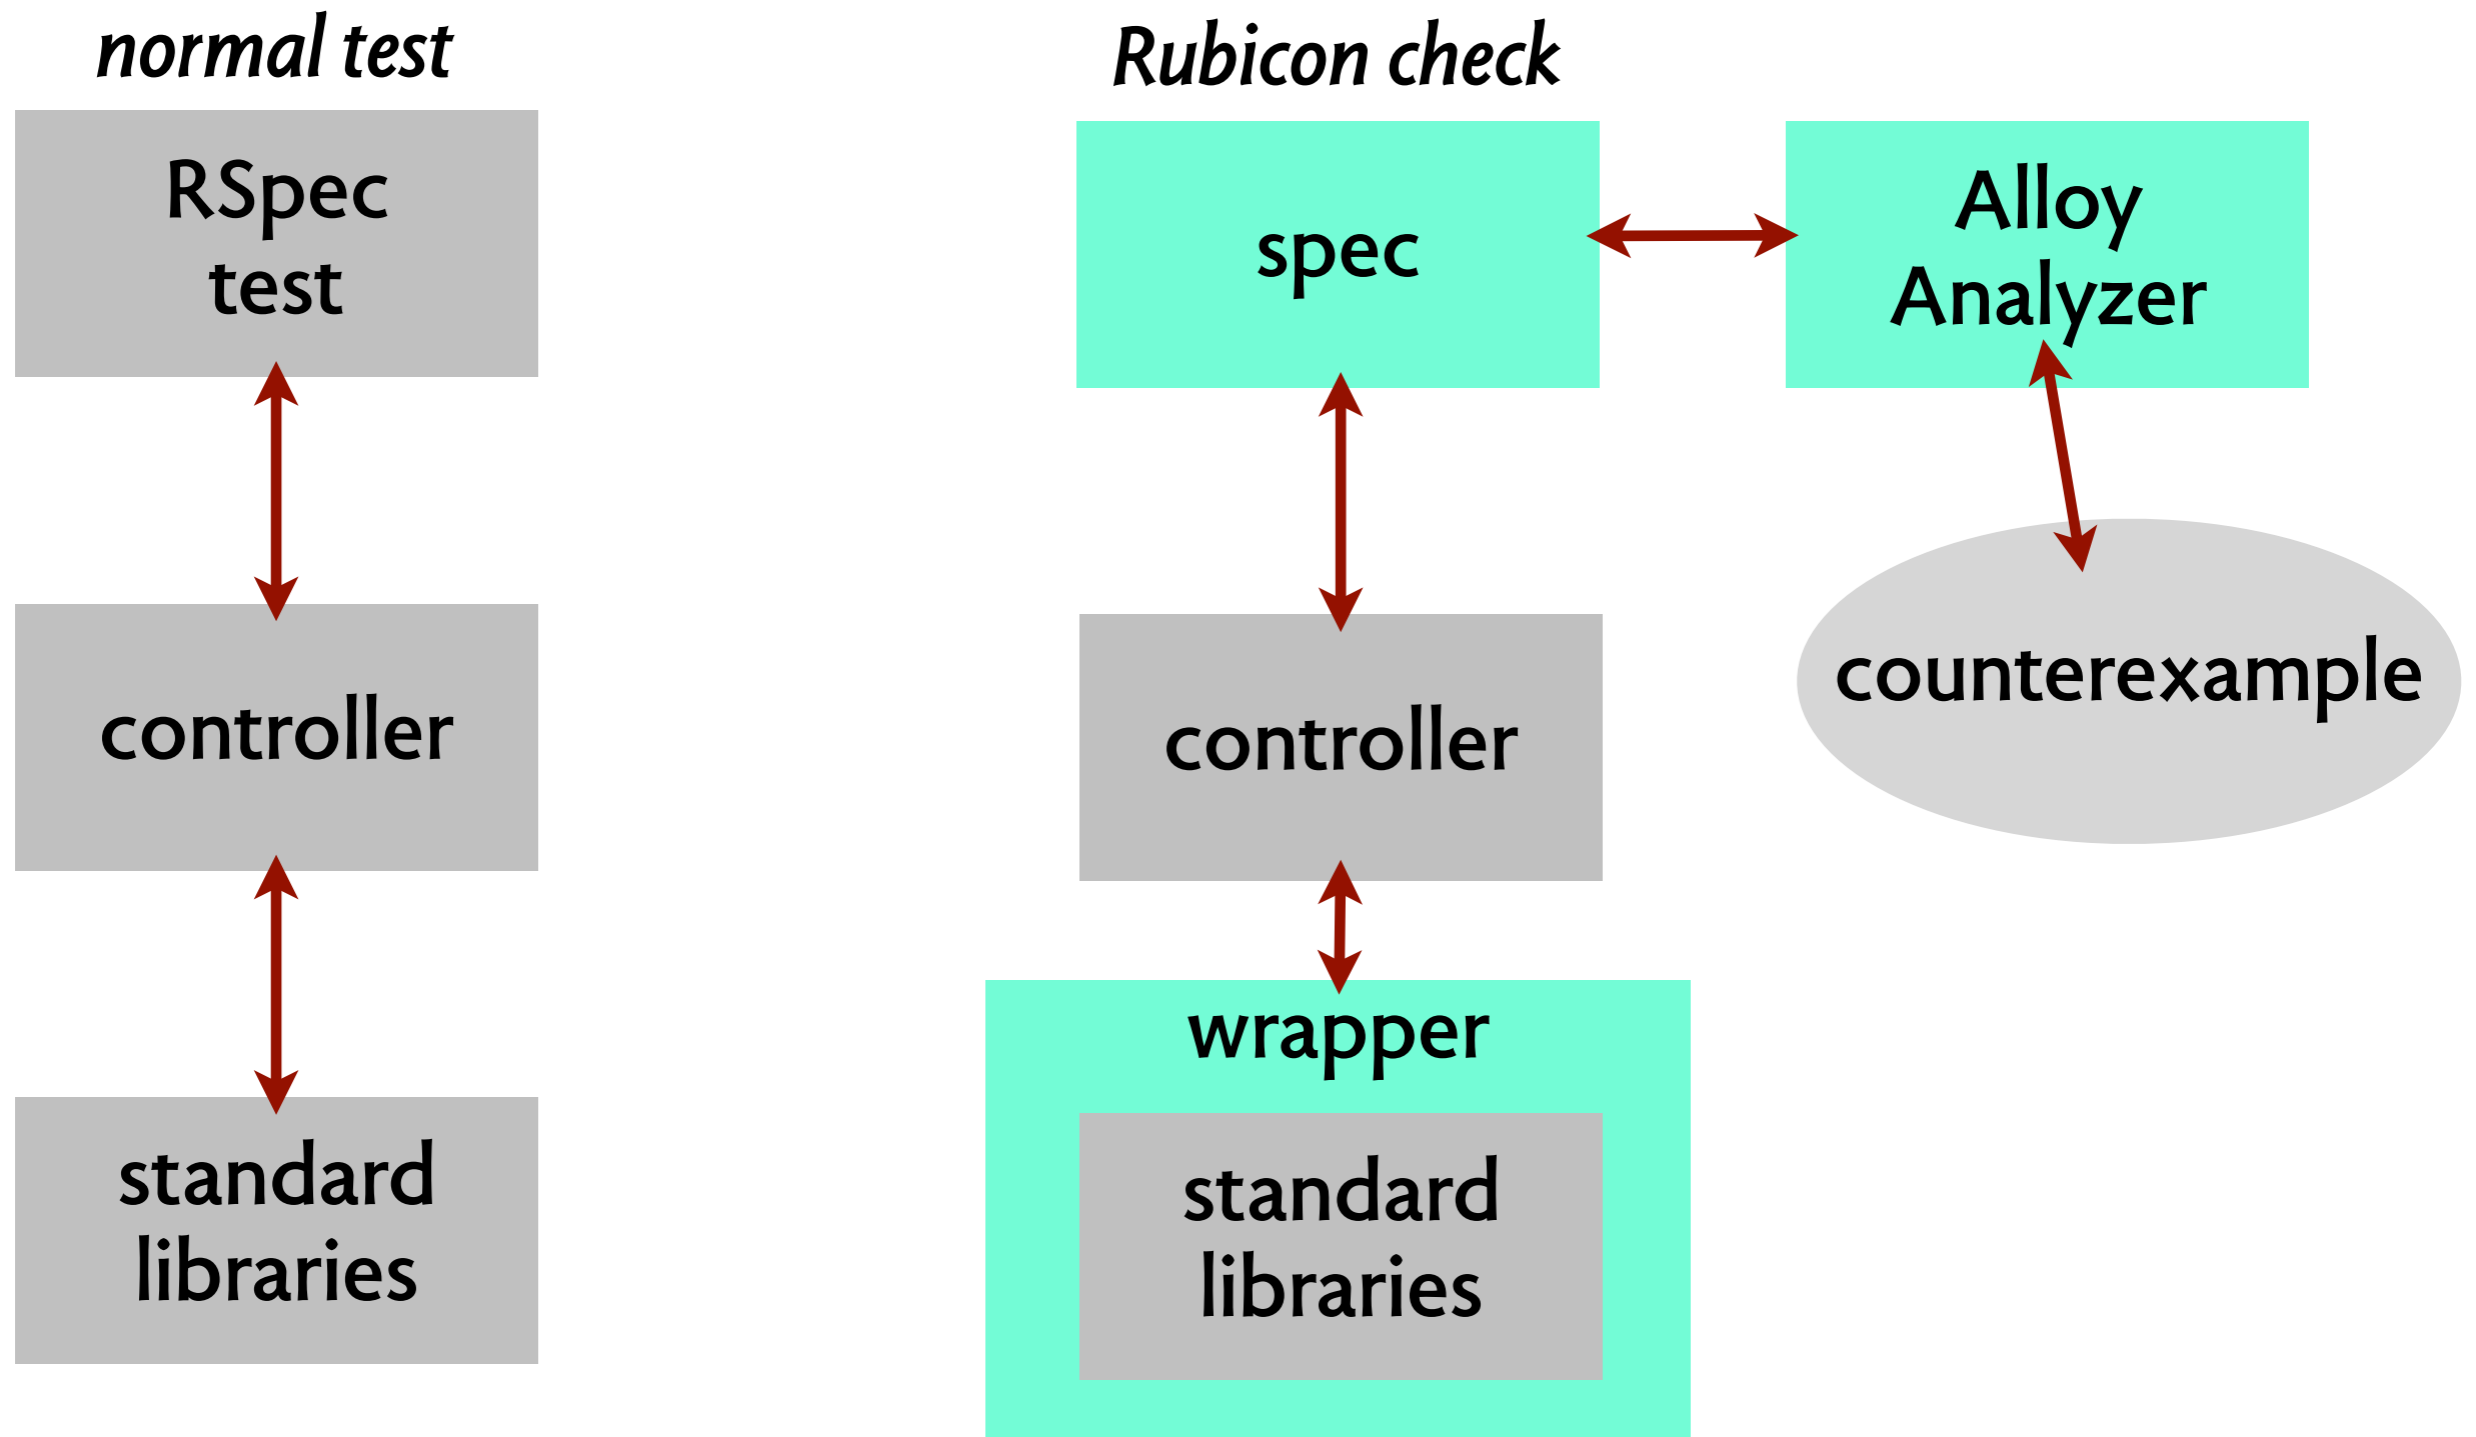 normal test
RSpec
test
controller
standard
libraries
Rubicon check
spec
Alloy
Analyzer
controller
counterexample
wrapper
standard
libraries